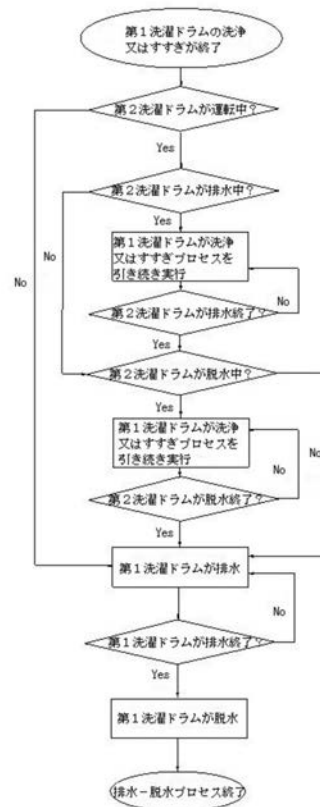 第１洗濯ドラムの洗浄
又はすすぎが終了
第２洗濯ドラムが運転中？
Yes
第２洗濯ドラムが排水中？
Yes
No
No
第１洗濯ドラムが洗浄
又はすすぎプロセスを
引き続き実行
No
第２洗濯ドラムが排水終了？
Yes
第２洗濯ドラムが脱水中？
Yes
第１洗濯ドラムが洗浄
又はすすぎプロセスを
引き続き実行
No
No
第２洗濯ドラムが脱水終了？
Yes
第１洗濯ドラムが排水
No
第１洗濯ドラムが排水終了？
Yes
第１洗濯ドラムが脱水
排水－脱水プロセス終了